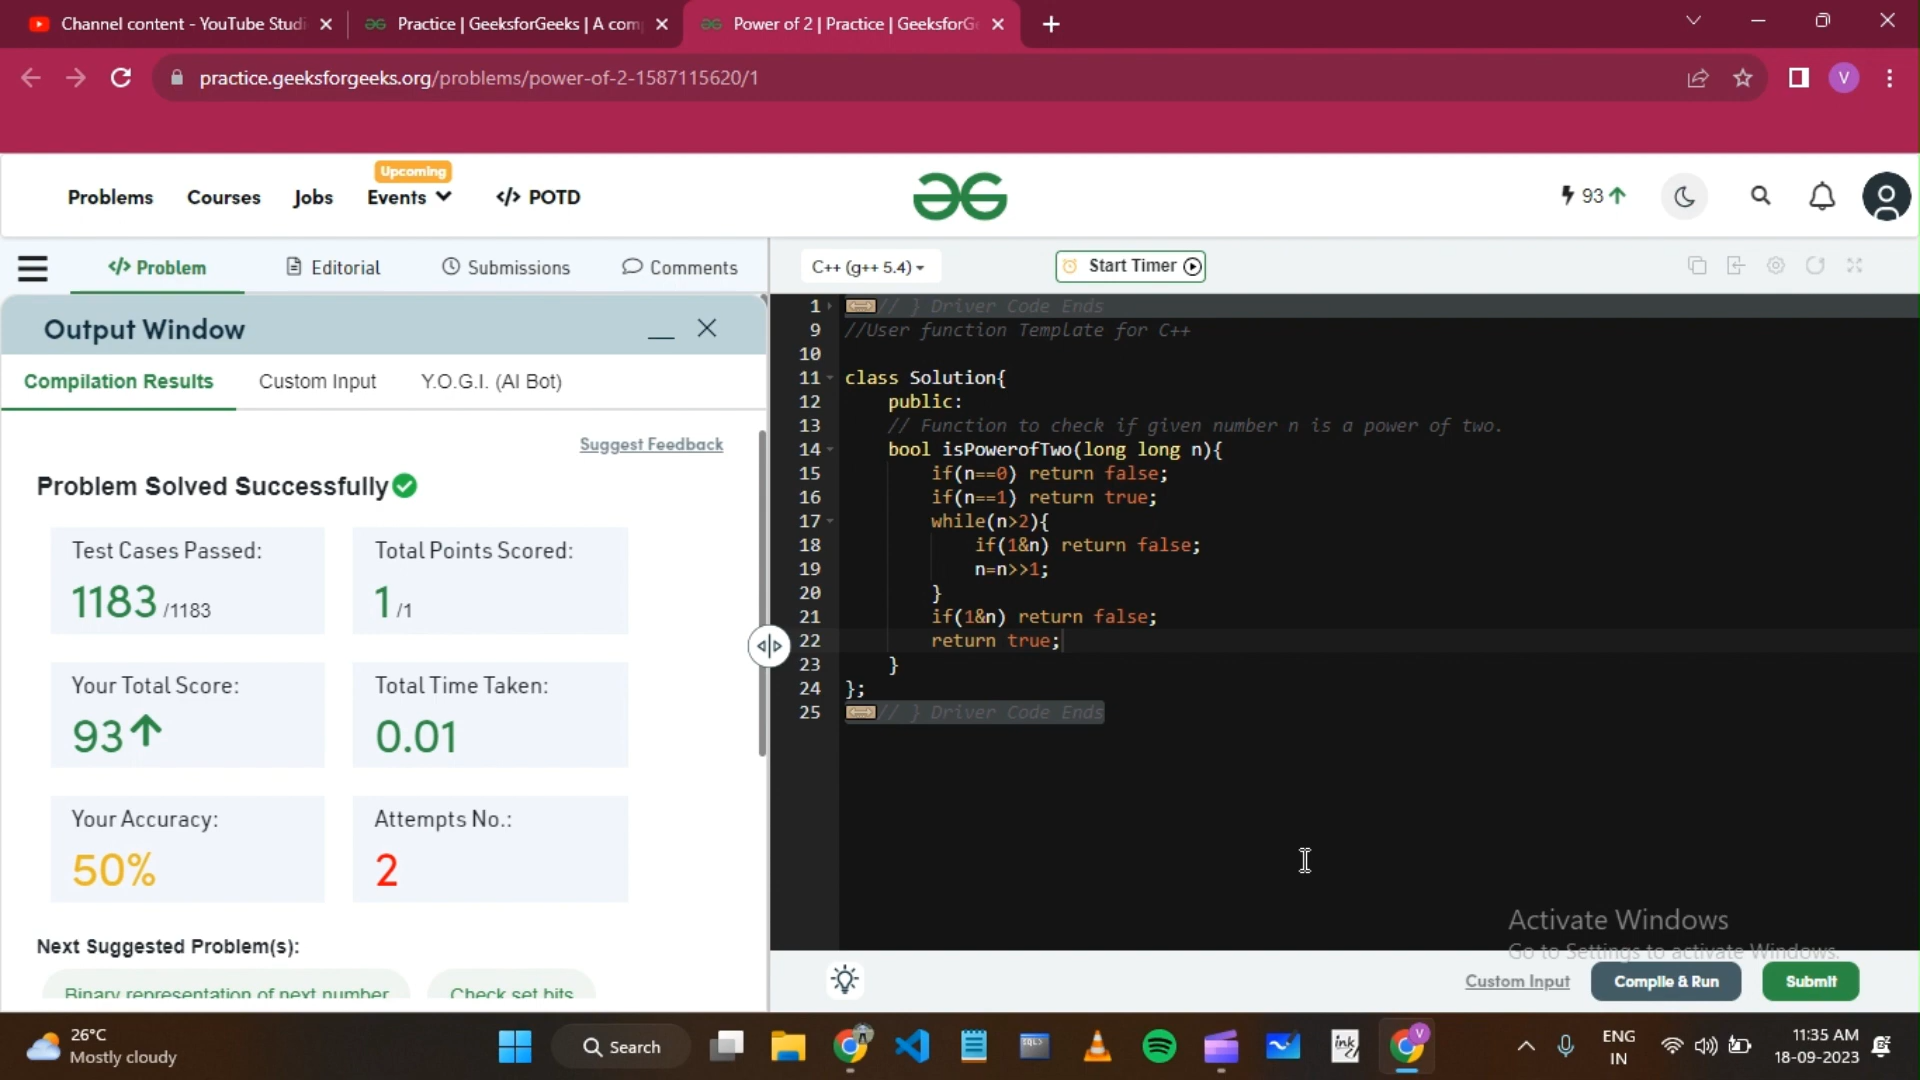 Channel content - YouTube Studi
Practice | GeeksforGeeks | A com
Power of 2 | Practice | GeeksforG
practice.geeksforgeeks.org/problems/power-of-2-1587115620/1
V
Upcoming
Problems
Courses
Jobs
Events
</> POTD
93
</> Problem
Editorial
Submissions
Comments
C++ (g++ 5.4)
Start Timer
Output Window
Compilation Results
Custom Input
Y.O.G.I. (AI Bot)
Suggest Feedback
Problem Solved Successfully
Test Cases Passed:
1183 /1183
Total Points Scored:
1 /1
Your Total Score:
93
Total Time Taken:
0.01
Your Accuracy:
50%
Attempts No.:
2
Next Suggested Problem(s):
Binary representation of next number
Check set bits
1 // } Driver Code Ends
9 //User function Template for C++
10
11 class Solution{
12 public:
13 // Function to check if given number n is a power of two.
14 bool isPowerofTwo(long long n){
15 if(n==0) return false;
16 if(n==1) return true;
17 while(n>2){
18 if(1&n) return false;
19 n=n>>1;
20 }
21 if(1&n) return false;
22 return true;
23 }
24 };
25 // } Driver Code Ends
Activate Windows
Go to Settings to activate Windows.
Custom Input
Compile & Run
Submit
26°C
Mostly cloudy
Search
SQL>
ink
V
ENG
IN
11:35 AM
18-09-2023